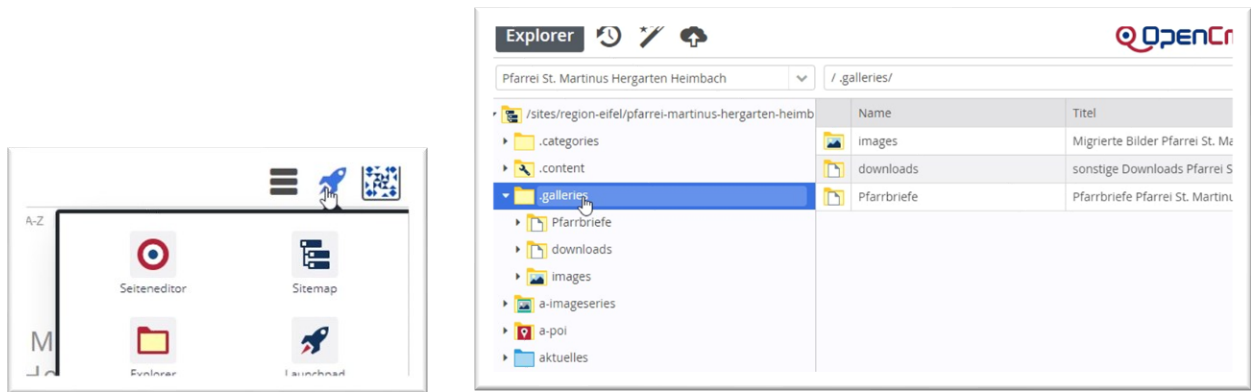 A-Z
Seiteneditor
Sitemap
Explorer
Launchpad
Explorer
Pfarrei St. Martinus Hergarten Heimbach
/ .galleries/
/sites/region-eifel/pfarrei-martinus-hergarten-heimb
Name
Titel
.categories
images
Migrierte Bilder Pfarrei St. Ma
.content
downloads
sonstige Downloads Pfarrei S
.galleries
Pfarrbriefe
Pfarrbriefe Pfarrei St. Martinu
Pfarrbriefe
downloads
images
a-imageseries
a-poi
aktuelles